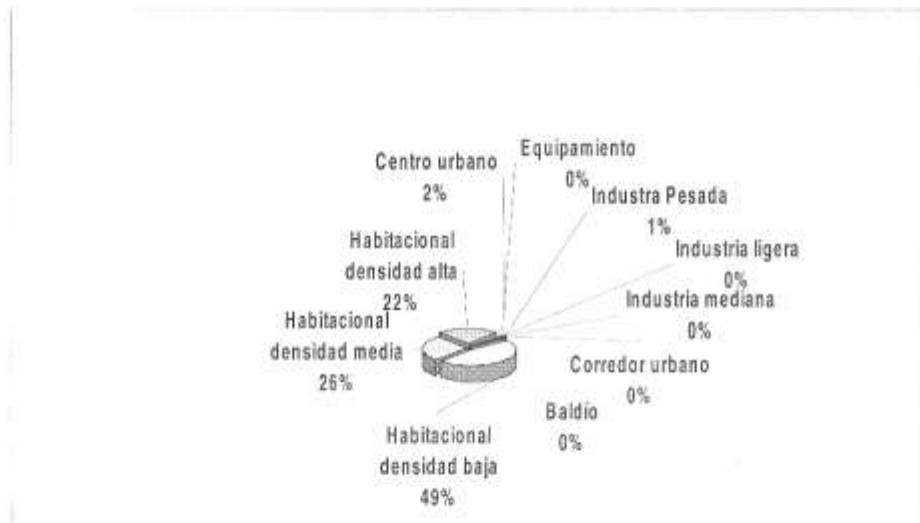 Centro urbano
2%
Equipamiento
0%
Industra Pesada
1%
Industria ligera
0%
Industria mediana
0%
Corredor urbano
0%
Baldío
0%
Habitacional
densidad baja
49%
Habitacional
densidad media
26%
Habitacional
densidad alta
22%